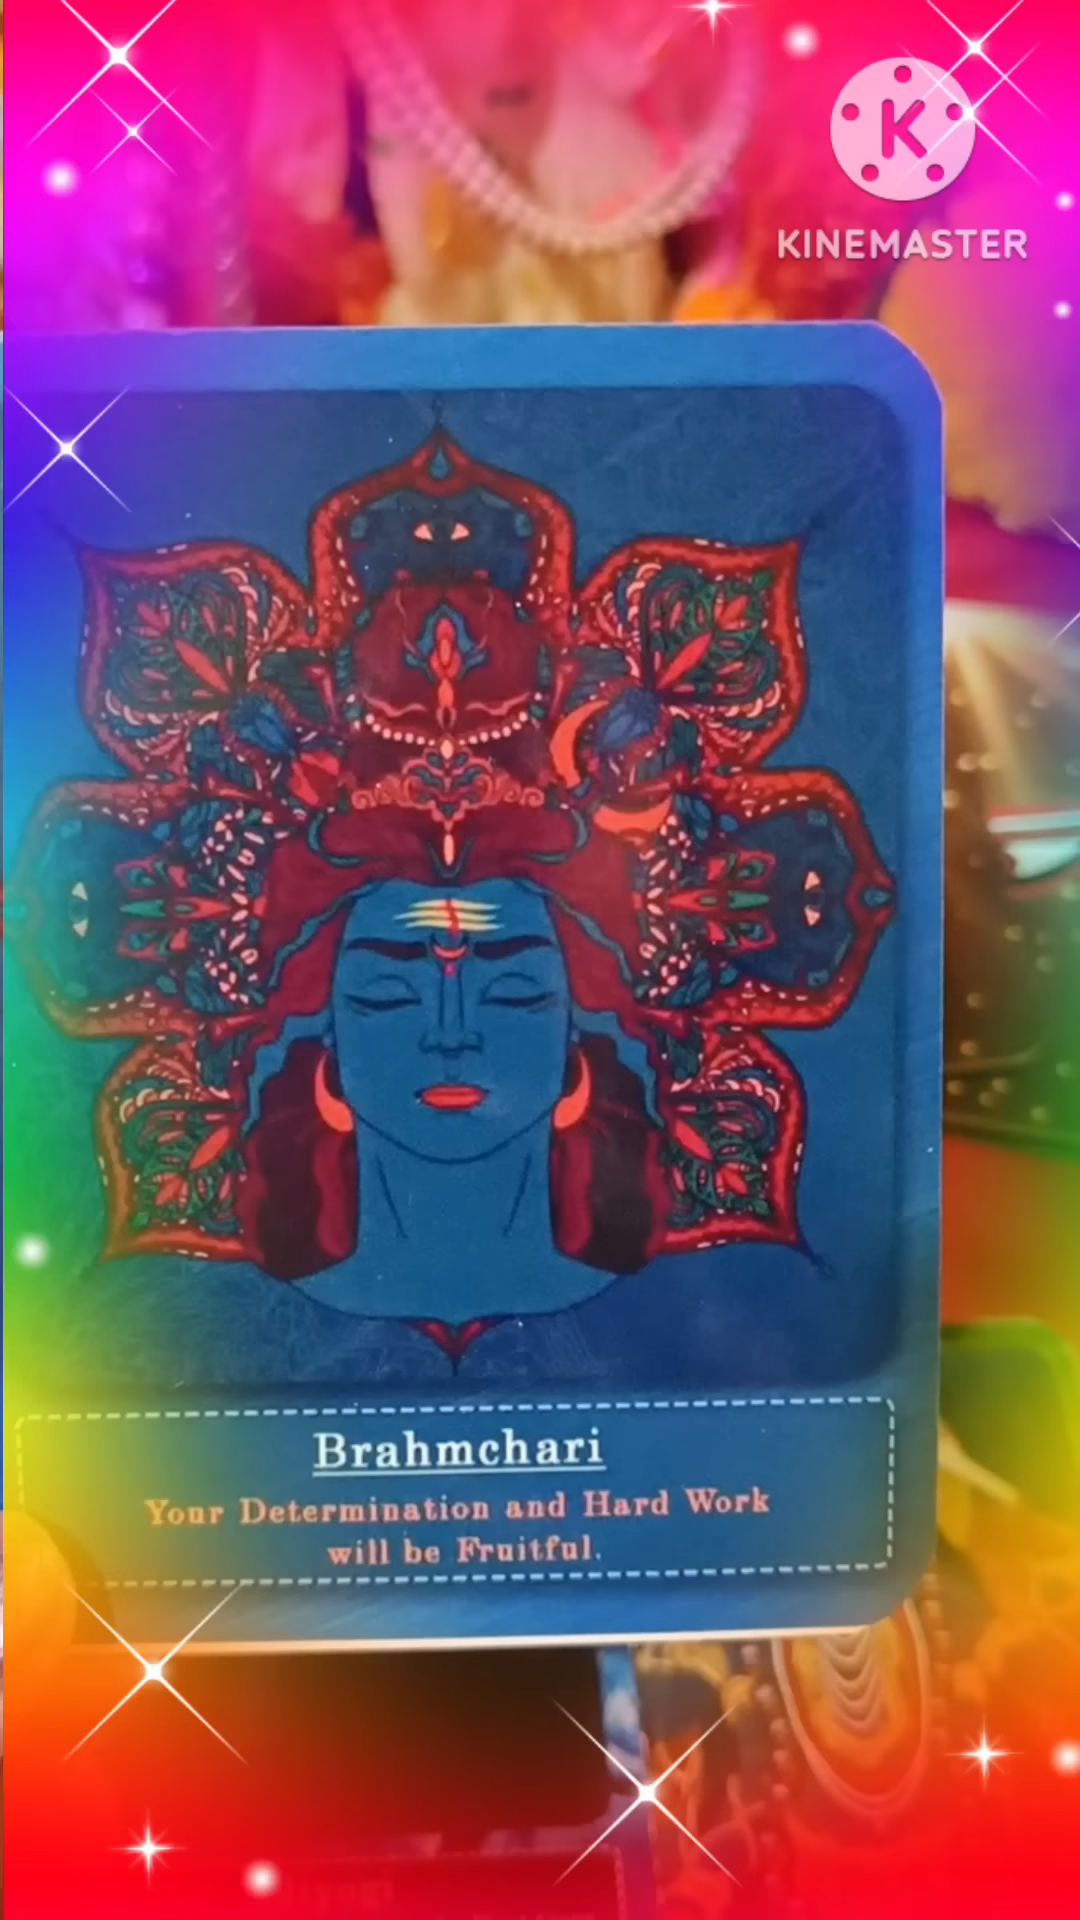 K
KINEMASTER
Brahmchari
Your Determination and Hard Work
will be Fruitful.